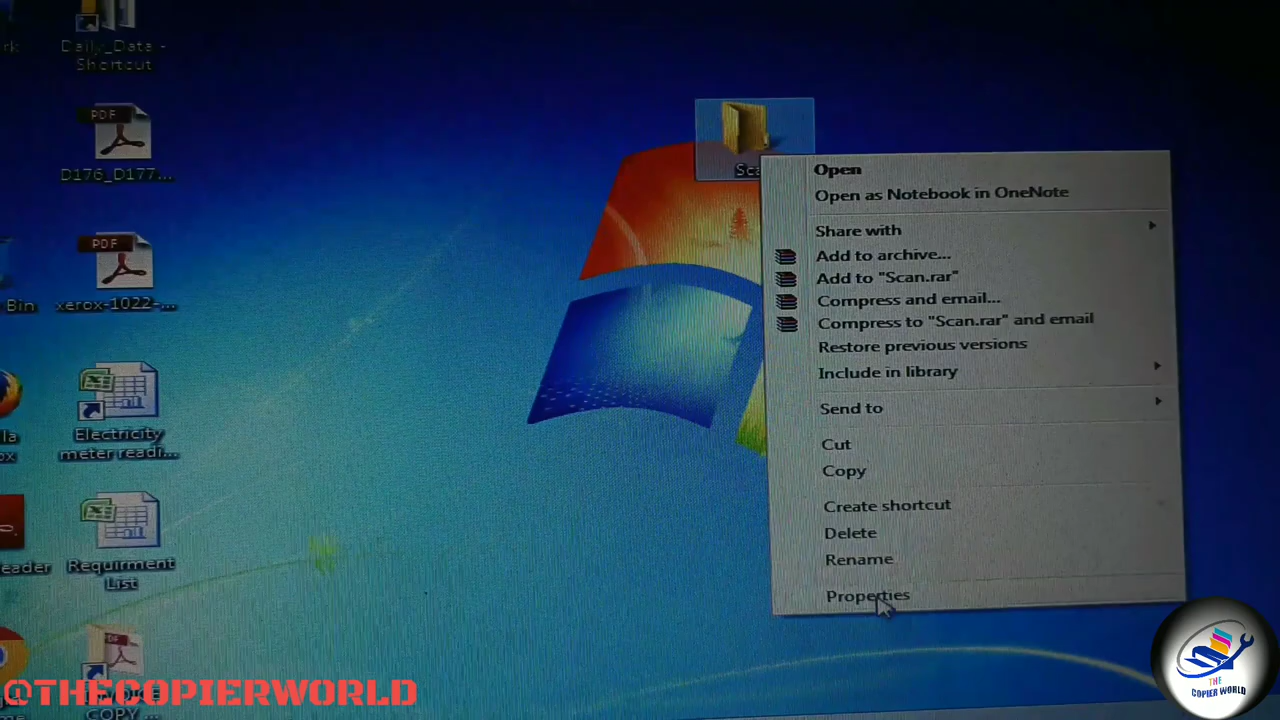 Daily_Data -
Shortcut
PDF
D176_D177...
PDF
xerox-1022-...
Bin
Electricity
meter readi...
Requirment
List
eader
COPY ...
Open
Open as Notebook in OneNote
Share with
Add to archive...
Add to "Scan.rar"
Compress and email...
Compress to "Scan.rar" and email
Restore previous versions
Include in library
Send to
Cut
Copy
Create shortcut
Delete
Rename
Properties
@THECOPIERWORLD
THE
COPIER WORLD